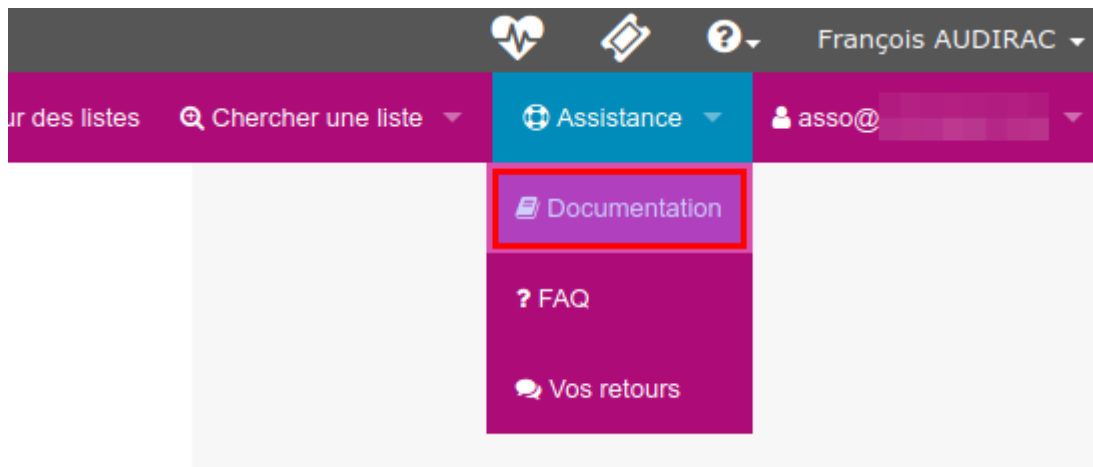 François AUDIRAC
des listes Chercher une liste Assistance asso@
Documentation
? FAQ
Vos retours